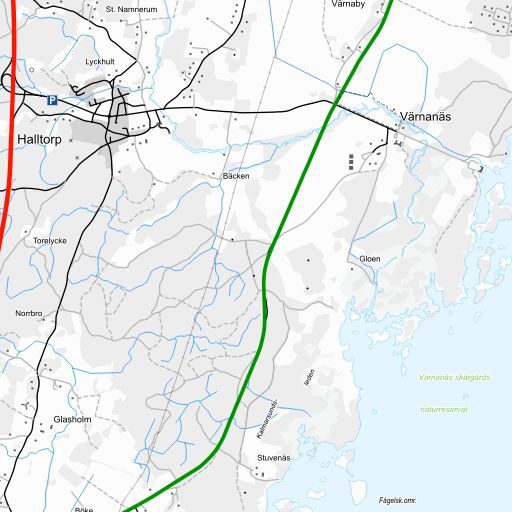 St. Namnerum
Värnaby
Lyckhult
P
Värnanäs
Halltorp
Bäcken
Torelycke
Gloen
Norrbro
Värnanäs skärgårds
naturreservat
Kalmarsunds-
leden
Glasholm
Stuvenäs
Fågelsk.omr.
Böke